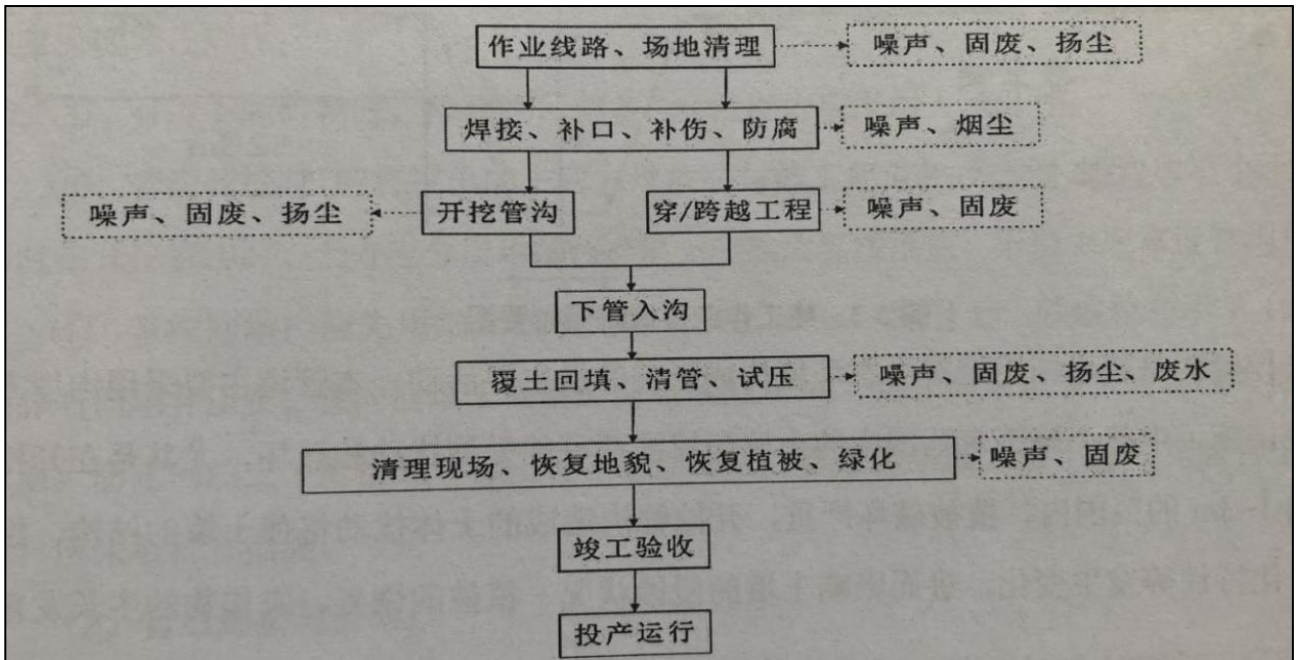 作业线路、场地清理
噪声、固废、扬尘
焊接、补口、补伤、防腐
噪声、烟尘
噪声、固废、扬尘
开挖管沟
穿/跨越工程
噪声、固废
下管入沟
覆土回填、清管、试压
噪声、固废、扬尘、废水
清理现场、恢复地貌、恢复植被、绿化
噪声、固废
竣工验收
投产运行